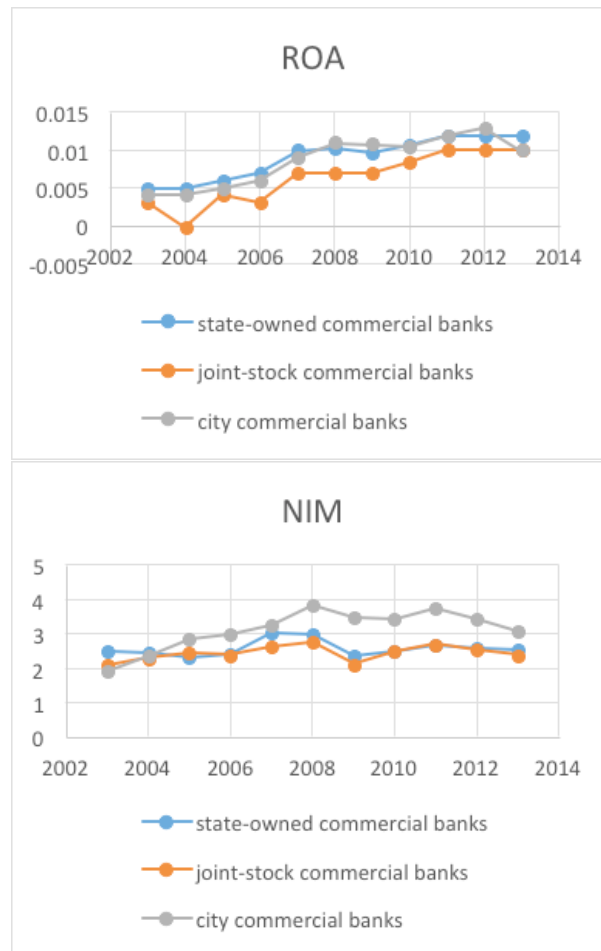 ROA
0.015
0.01
0.005
0
-0.005
2002 2004 2006 2008 2010 2012 2014
state-owned commercial banks
joint-stock commercial banks
city commercial banks
NIM
5
4
3
2
1
0
2002 2004 2006 2008 2010 2012 2014
state-owned commercial banks
joint-stock commercial banks
city commercial banks